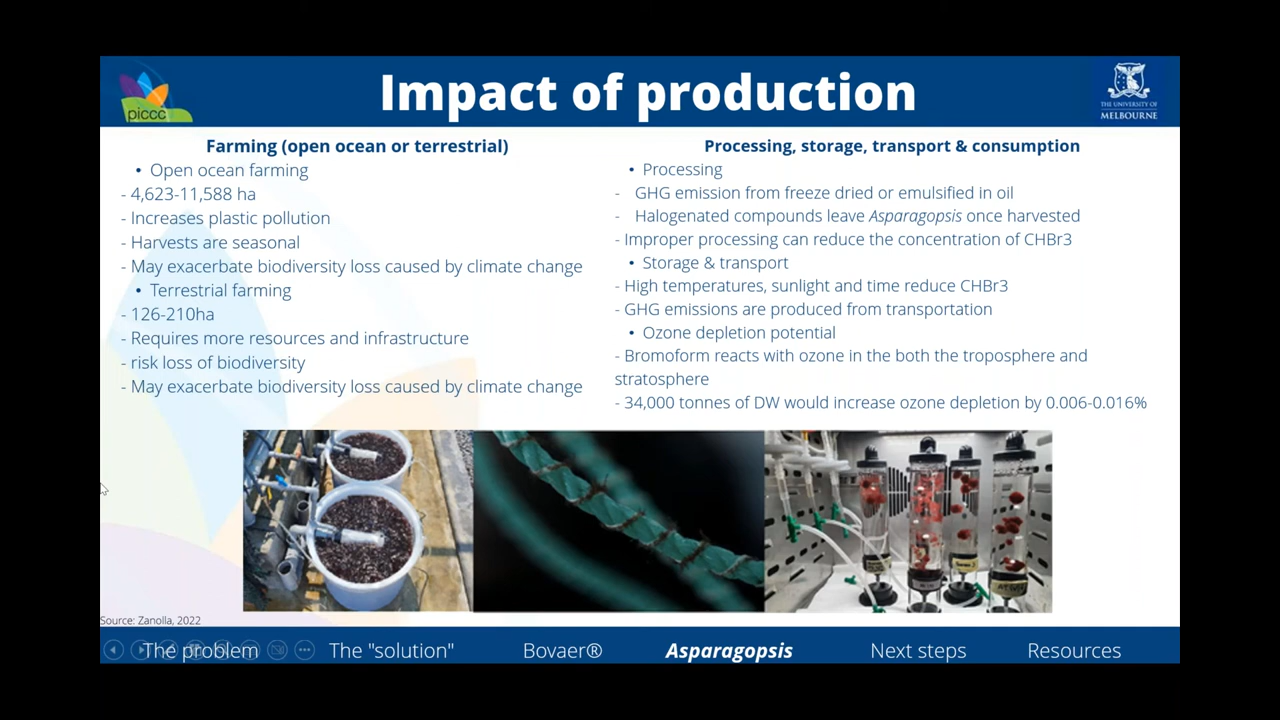 Impact of production
piccc
THE UNIVERSITY OF
MELBOURNE
Farming (open ocean or terrestrial)
• Open ocean farming
- 4,623-11,588 ha
- Increases plastic pollution
- Harvests are seasonal
- May exacerbate biodiversity loss caused by climate change
• Terrestrial farming
- 126-210ha
- Requires more resources and infrastructure
- risk loss of biodiversity
- May exacerbate biodiversity loss caused by climate change
Processing, storage, transport & consumption
• Processing
- GHG emission from freeze dried or emulsified in oil
- Halogenated compounds leave Asparagopsis once harvested
- Improper processing can reduce the concentration of CHBr3
• Storage & transport
- High temperatures, sunlight and time reduce CHBr3
- GHG emissions are produced from transportation
• Ozone depletion potential
- Bromoform reacts with ozone in the both the troposphere and
stratosphere
- 34,000 tonnes of DW would increase ozone depletion by 0.006-0.016%
Source: Zanolla, 2022
The problem
The "solution"
Bovaer®
Asparagopsis
Next steps
Resources